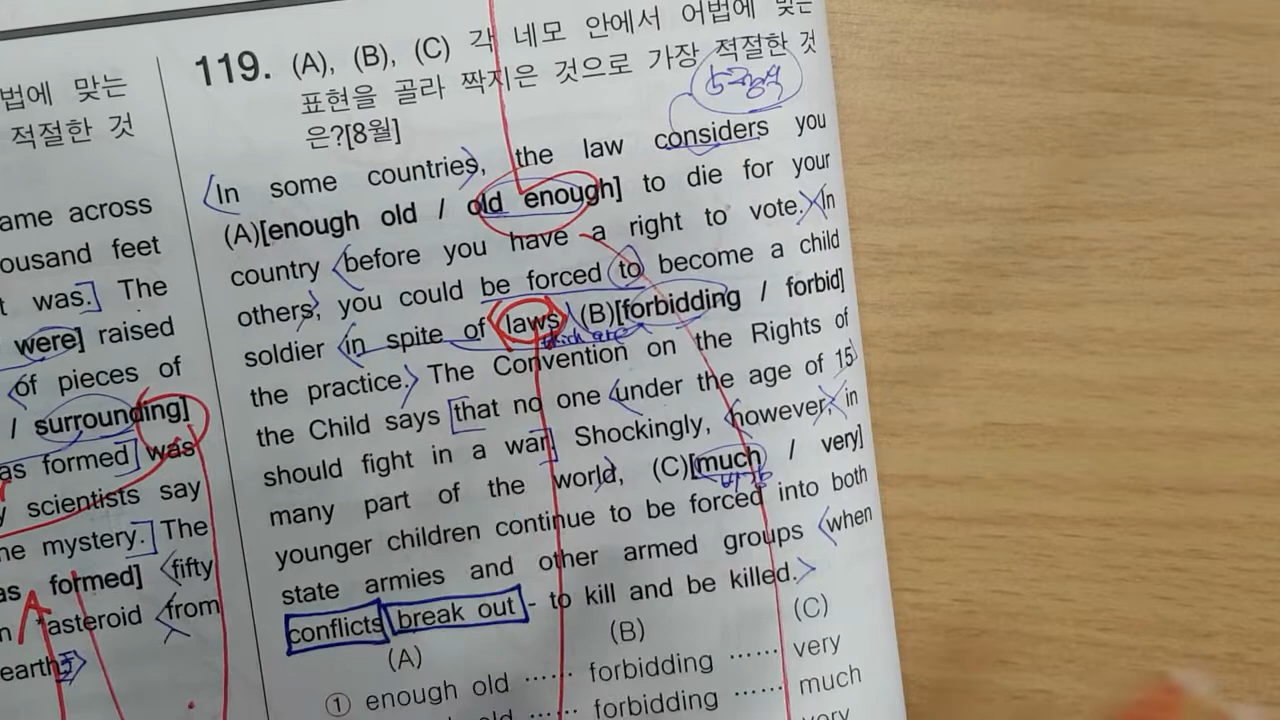 법에 맞는
적절한 것
ame across
ousand feet
t was.] The
were] raised
of pieces of
/ surrounding]
as formed] was
y scientists say
he mystery.] The
as formed] fifty
n *asteroid from
earth
119. (A), (B), (C) 각 네모 안에서 어법에 맞는
표현을 골라 짝지은 것으로 가장 적절한 것
은?[8월]
5형식
In some countries, the law considers you
(A)[enough old / old enough] to die for your
country before you have a right to vote. In
others, you could be forced to become a child
soldier in spite of laws (B)[forbidding / forbid]
which are
the practice. The Convention on the Rights of
the Child says [that no one under the age of 15
should fight in a war]. Shockingly, however, in
many part of the world, (C)[much / very]
younger children continue to be forced into both
state armies and other armed groups when
conflicts break out - to kill and be killed.
(A) (B) (C)
① enough old …… forbidding …… very
old …… forbidding …… much
very